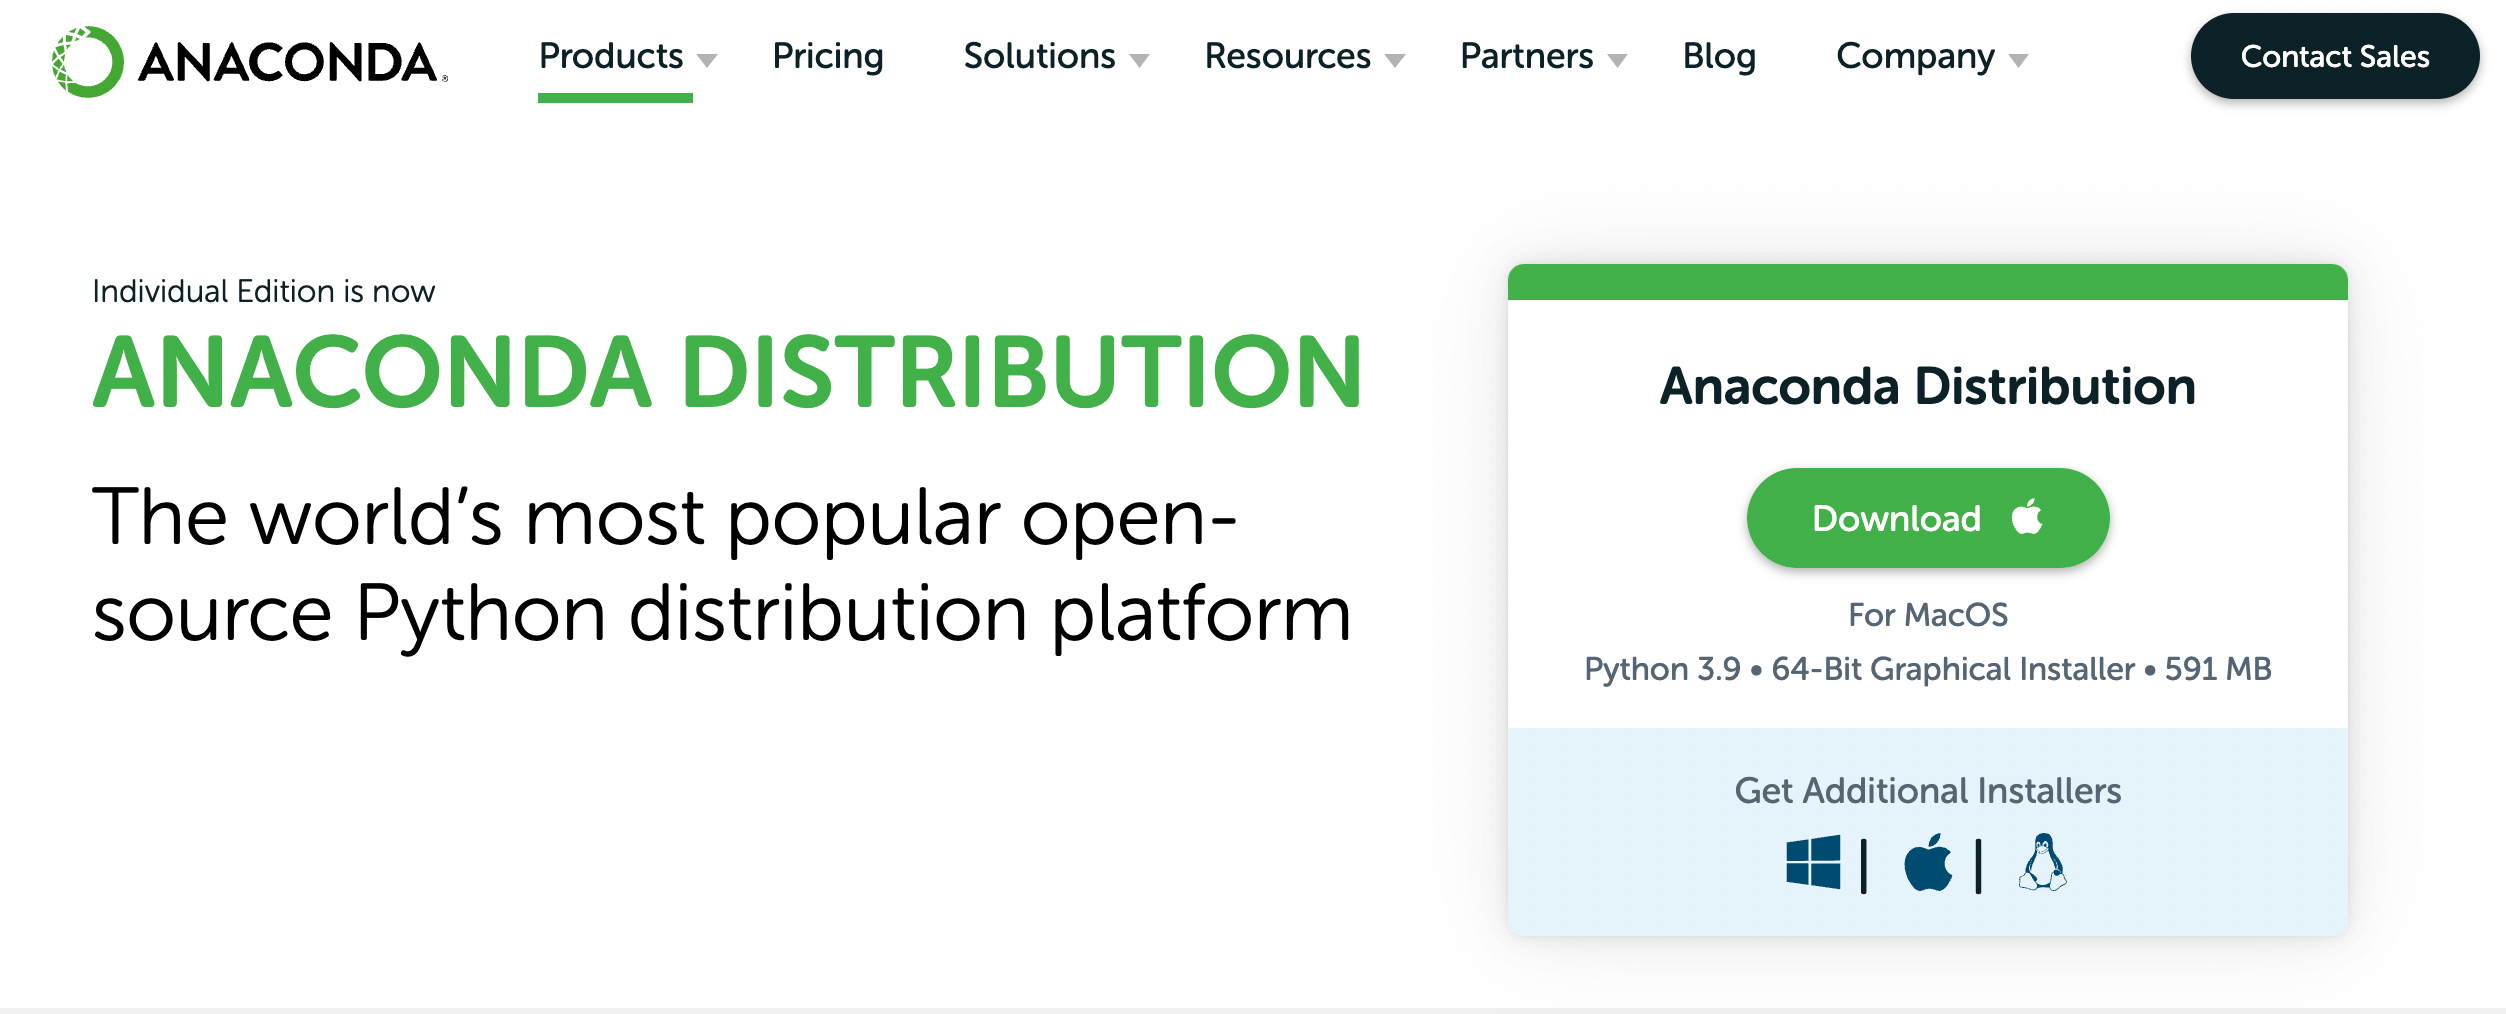 ANACONDA®
Products
Pricing
Solutions
Resources
Partners
Blog
Company
Contact Sales
Individual Edition is now
ANACONDA DISTRIBUTION
The world’s most popular open-
source Python distribution platform
Anaconda Distribution
Download
For MacOS
Python 3.9 • 64-Bit Graphical Installer • 591 MB
Get Additional Installers